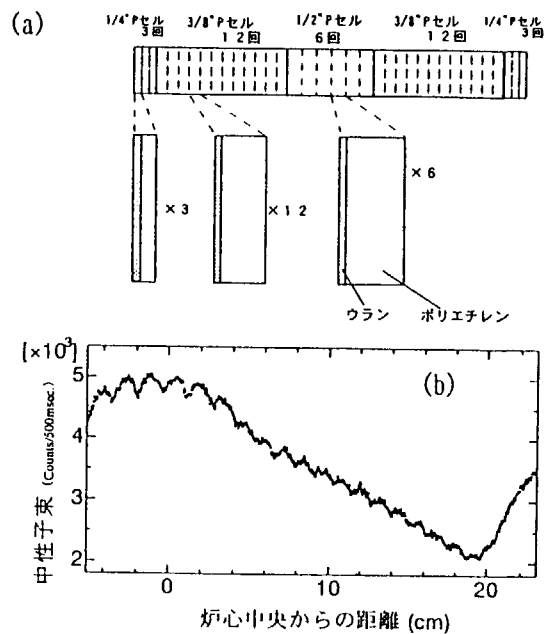 (a)
1/4"Pセル 3/8"Pセル 1/2"Pセル 3/8"Pセル 1/4"Pセル
3回 12回 6回 12回 3回
×3
×12
×6
ウラン ポリエチレン
[×10³]
(b)
5
4
3
2
中性子束 (Counts/500msec.)
0 10 20
炉心中央からの距離 (cm)